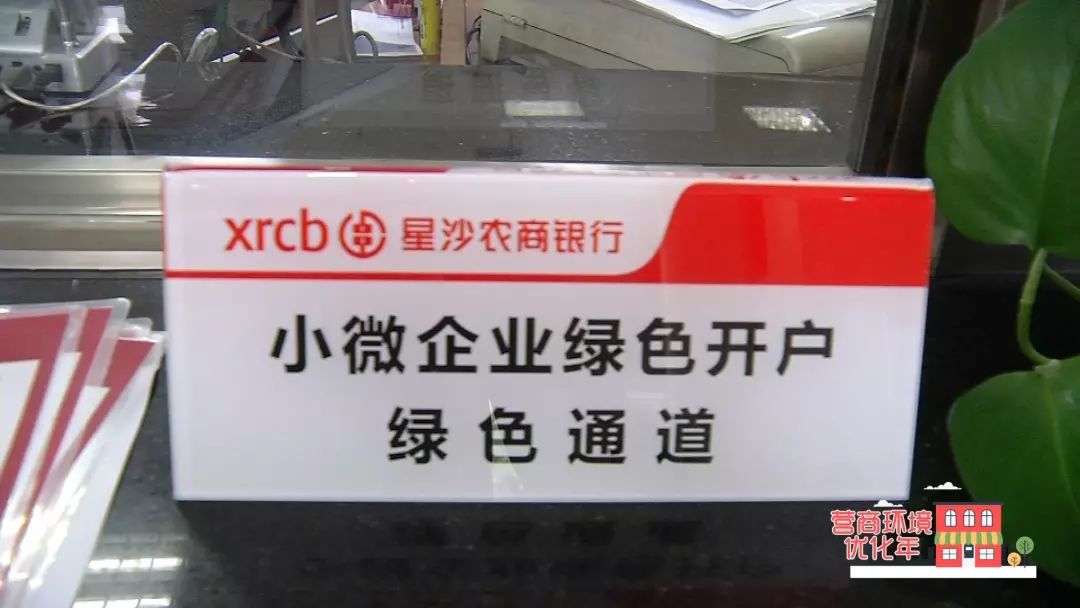 xrcb 星沙农商银行
小微企业绿色开户
绿色通道
营商环境
优化年